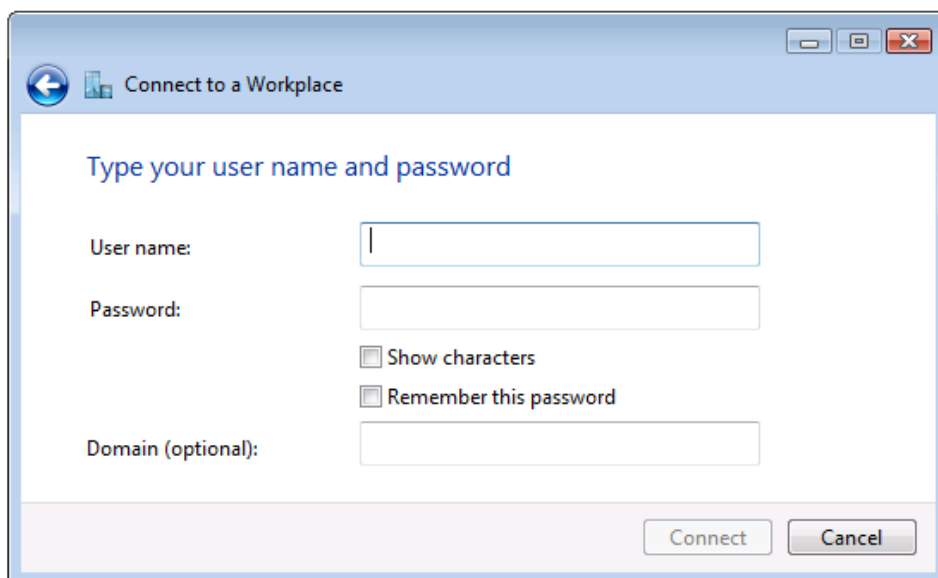 Connect to a Workplace
Type your user name and password
User name:
Password:
Show characters
Remember this password
Domain (optional):
Connect
Cancel